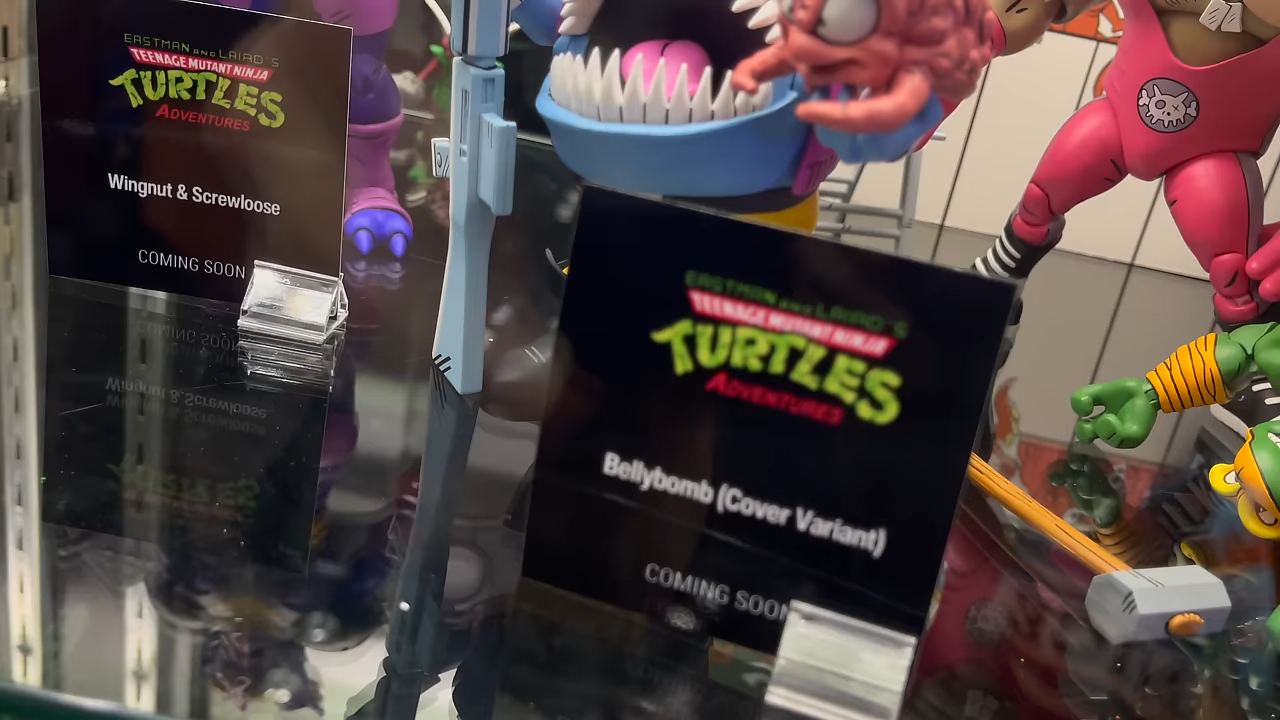 EASTMAN AND LAIRD'S
TEENAGE MUTANT NINJA
TURTLES
ADVENTURES
Wingnut & Screwloose
COMING SOON
EASTMAN AND LAIRD'S
TEENAGE MUTANT NINJA
TURTLES
ADVENTURES
Bellybomb (Cover Variant)
COMING SOON